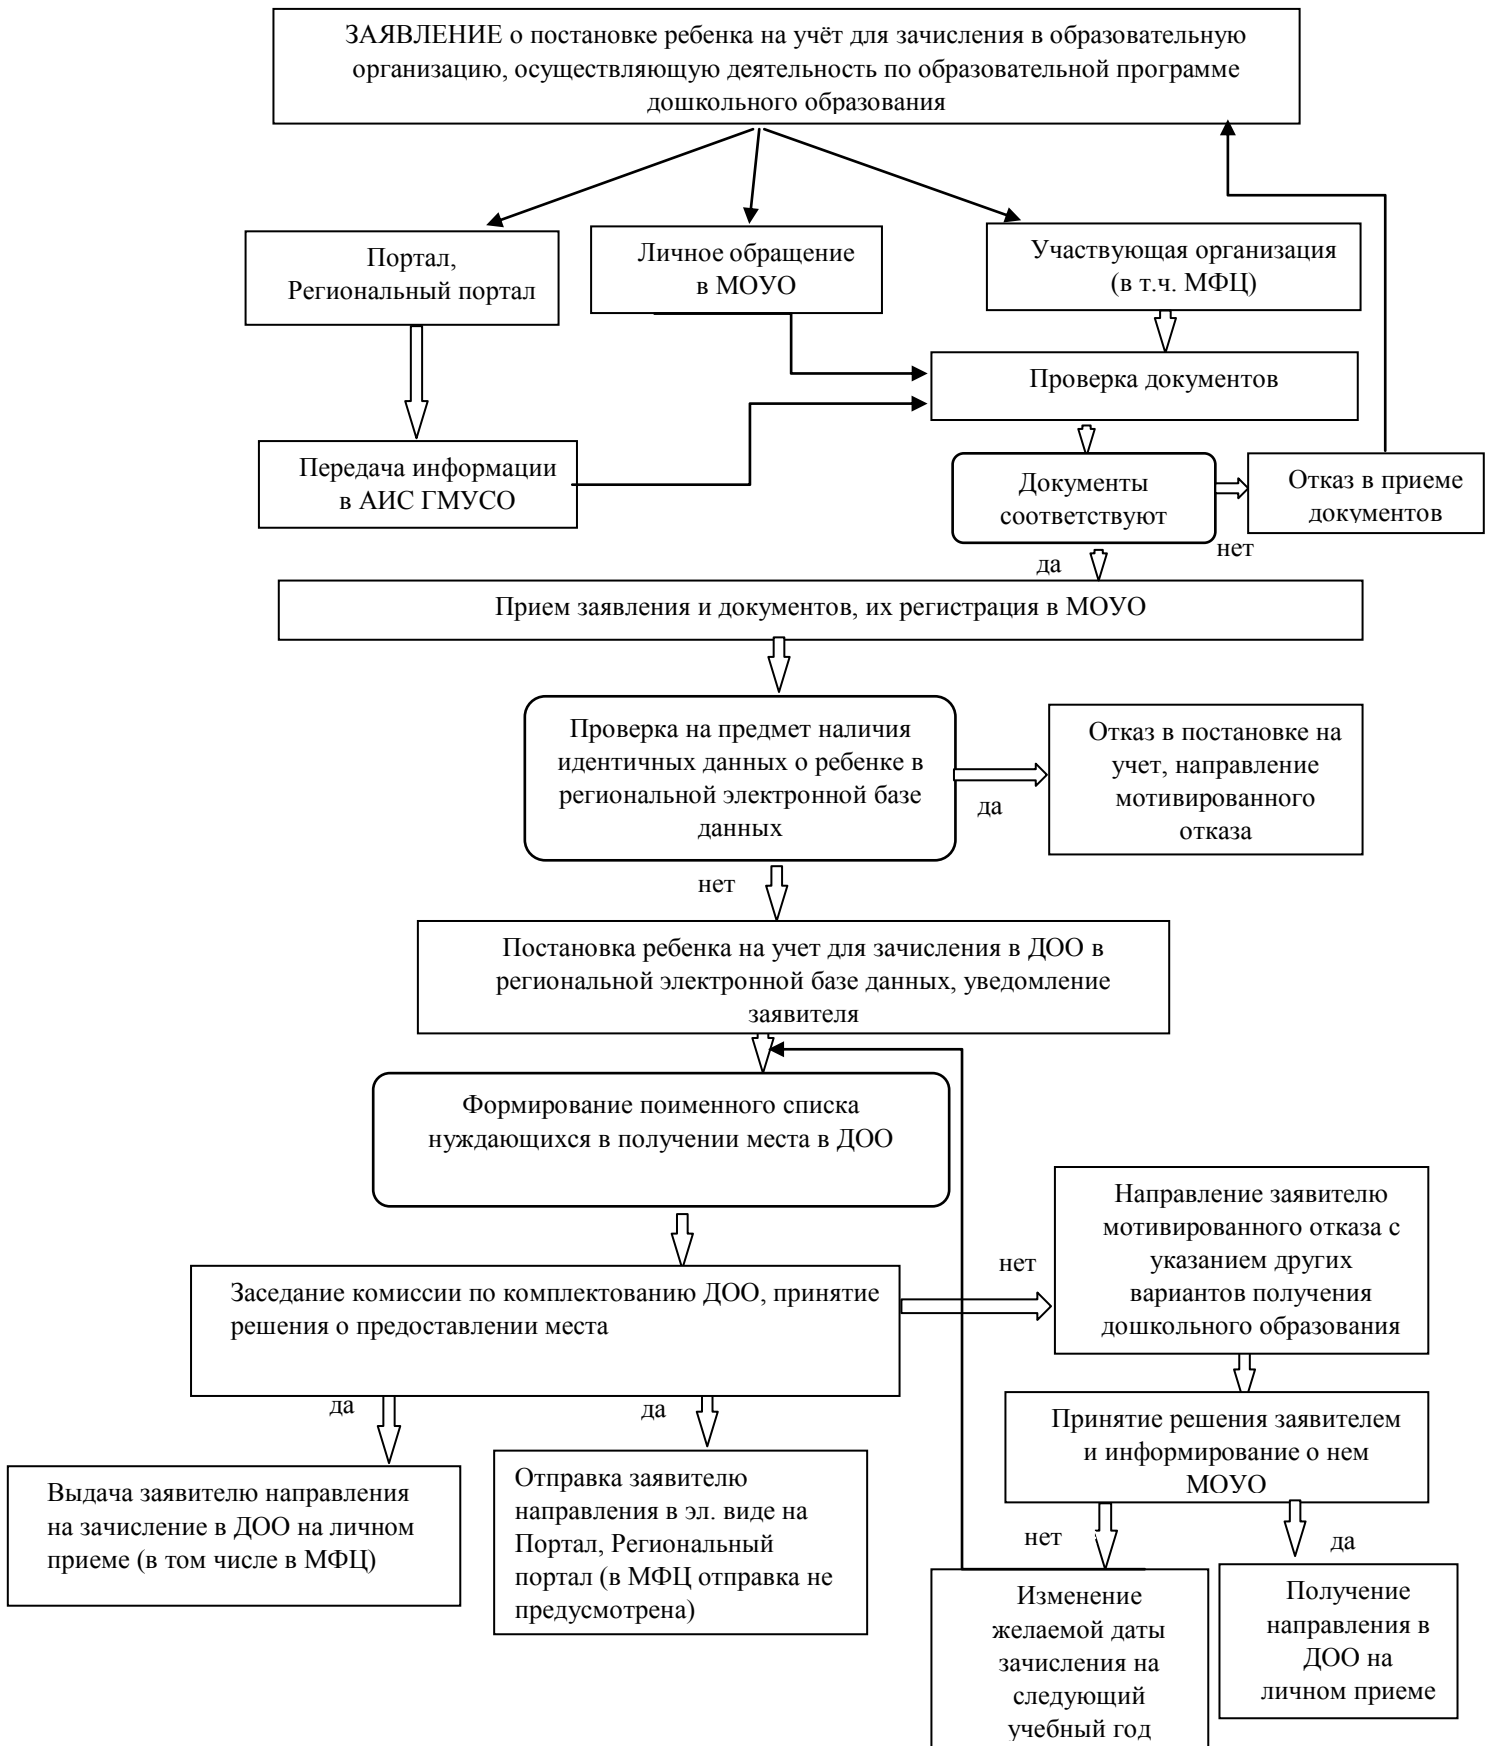 ЗАЯВЛЕНИЕ о постановке ребенка на учёт для зачисления в образовательную
организацию, осуществляющую деятельность по образовательной программе
дошкольного образования
Портал,
Региональный портал
Личное обращение
в МОУО
Участвующая организация
(в т.ч. МФЦ)
Проверка документов
Передача информации
в АИС ГМУСО
Документы
соответствуют
Отказ в приеме
документов
нет
да
Прием заявления и документов, их регистрация в МОУО
Проверка на предмет наличия
идентичных данных о ребенке в
региональной электронной базе
данных
Отказ в постановке на
учет, направление
мотивированного
отказа
да
нет
Постановка ребенка на учет для зачисления в ДОО в
региональной электронной базе данных, уведомление
заявителя
Формирование поименного списка
нуждающихся в получении места в ДОО
Направление заявителю
мотивированного отказа с
указанием других
вариантов получения
дошкольного образования
нет
Заседание комиссии по комплектованию ДОО, принятие
решения о предоставлении места
да
да
Принятие решения заявителем
и информирование о нем
МОУО
Выдача заявителю направления
на зачисление в ДОО на личном
приеме (в том числе в МФЦ)
Отправка заявителю
направления в эл. виде на
Портал, Региональный
портал (в МФЦ отправка не
предусмотрена)
нет
да
Изменение
желаемой даты
зачисления на
следующий
учебный год
Получение
направления в
ДОО на
личном приеме